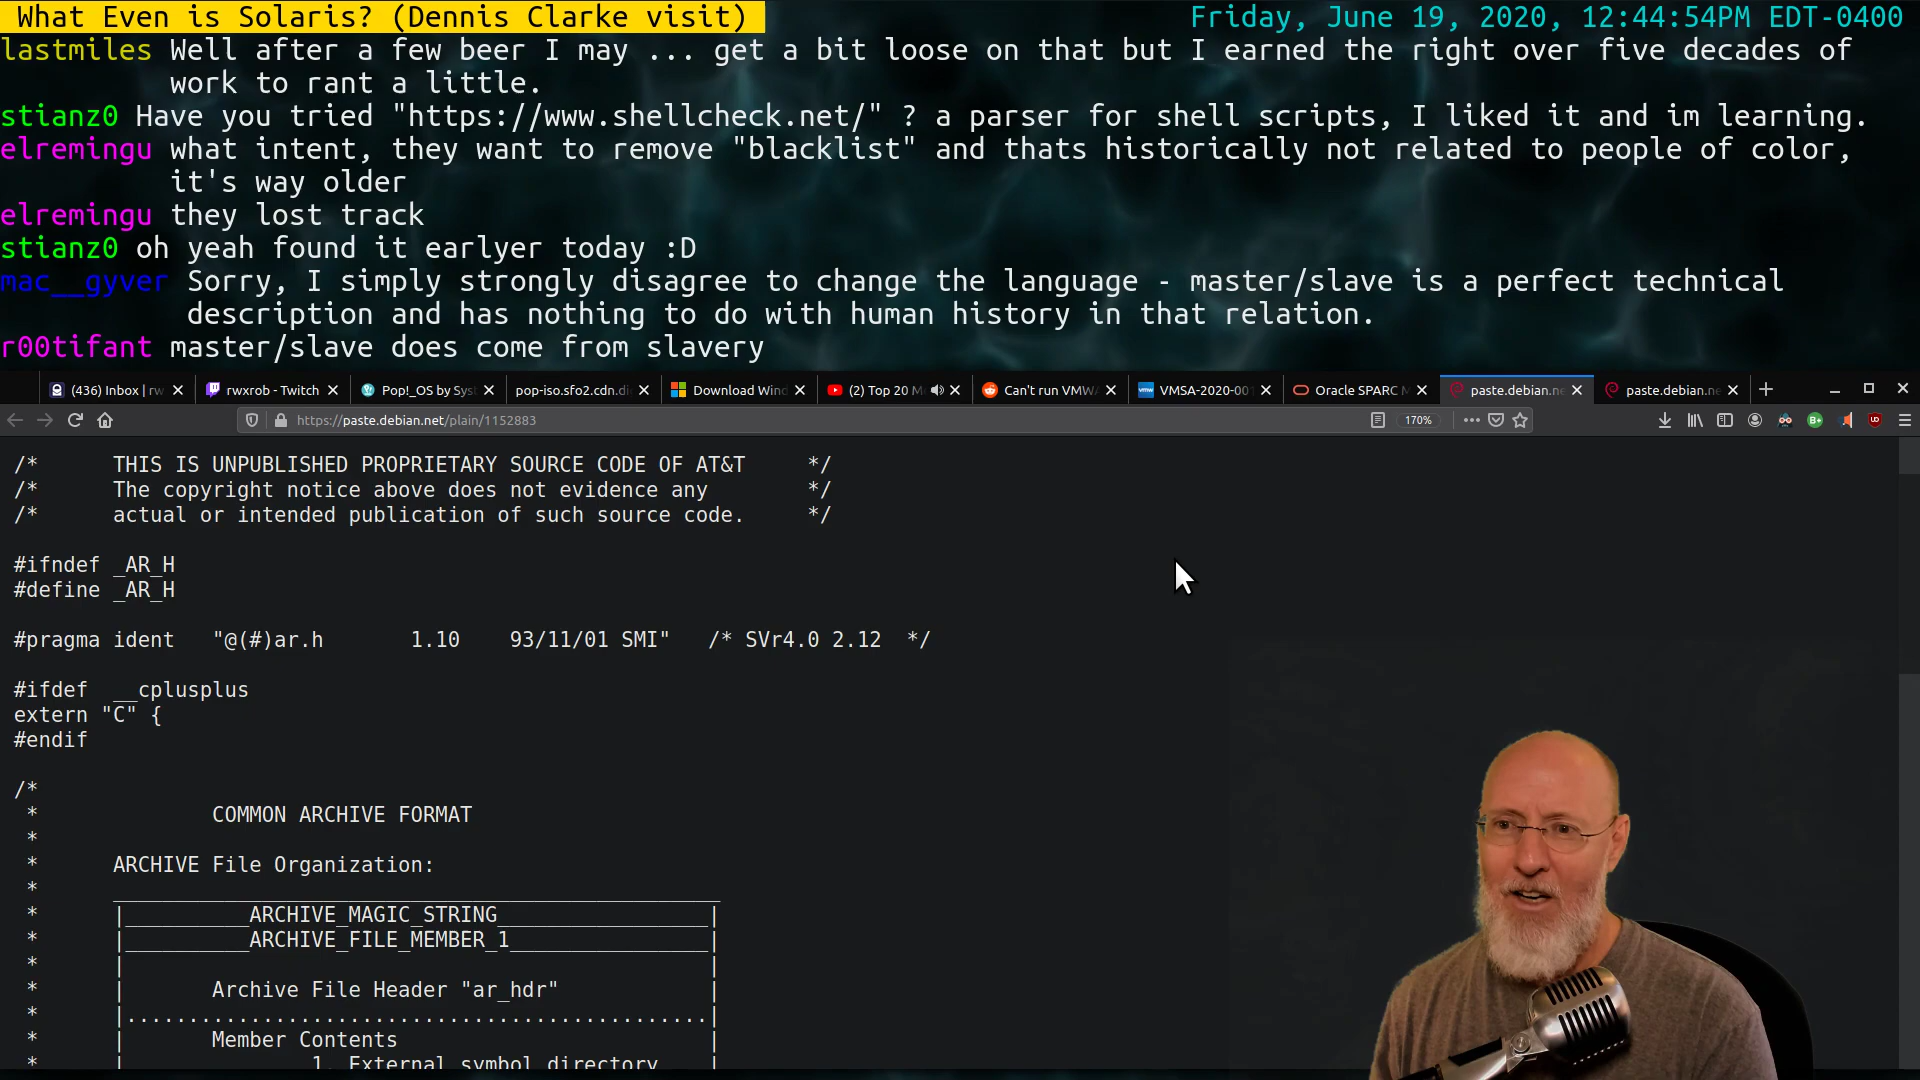 What Even is Solaris? (Dennis Clarke visit)
Friday, June 19, 2020, 12:44:54PM EDT-0400
lastmiles Well after a few beer I may ... get a bit loose on that but I earned the right over five decades of
work to rant a little.
stianz0 Have you tried "https://www.shellcheck.net/" ? a parser for shell scripts, I liked it and im learning.
elremingu what intent, they want to remove "blacklist" and thats historically not related to people of color,
it's way older
elremingu they lost track
stianz0 oh yeah found it earlyer today :D
mac__gyver Sorry, I simply strongly disagree to change the language - master/slave is a perfect technical
description and has nothing to do with human history in that relation.
r00tifant master/slave does come from slavery
(436) Inbox | rw
rwxrob - Twitch
Pop!_OS by Sys
pop-iso.sfo2.cdn.di
Download Wind
(2) Top 20 M
Can't run VMWA
vmw VMSA-2020-001
Oracle SPARC M
paste.debian.ne
paste.debian.ne
https://paste.debian.net/plain/1152883
170%
/* THIS IS UNPUBLISHED PROPRIETARY SOURCE CODE OF AT&T */
/* The copyright notice above does not evidence any */
/* actual or intended publication of such source code. */
#ifndef _AR_H
#define _AR_H
#pragma ident "@(#)ar.h 1.10 93/11/01 SMI" /* SVr4.0 2.12 */
#ifdef __cplusplus
extern "C" {
#endif
/*
* COMMON ARCHIVE FORMAT
*
* ARCHIVE File Organization:
* _________________________________________________
* |__________ARCHIVE_MAGIC_STRING_________________|
* |__________ARCHIVE_FILE_MEMBER_1________________|
* | |
* | Archive File Header "ar_hdr" |
* |...............................................|
* | Member Contents |
* | 1. External symbol directory |